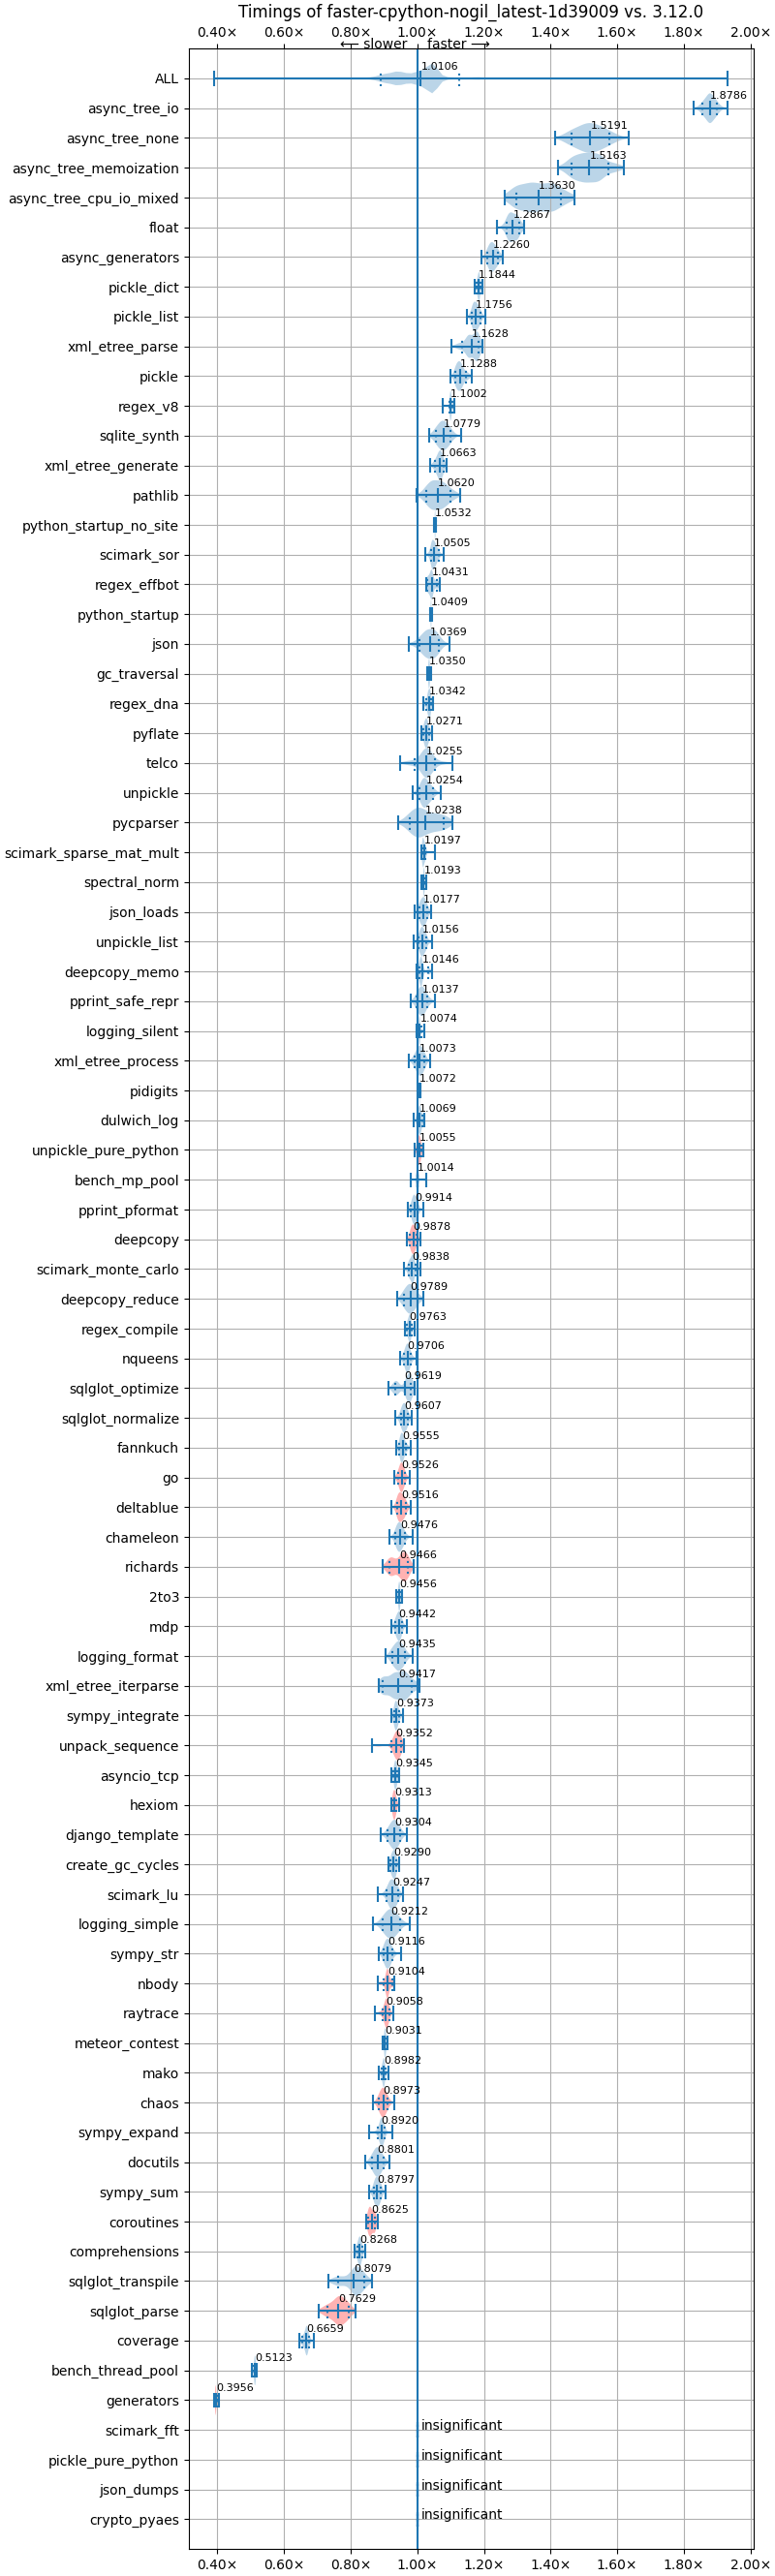 Timings of faster-cpython-nogil_latest-1d39009 vs. 3.12.0
0.40× 0.60× 0.80× 1.00× 1.20× 1.40× 1.60× 1.80× 2.00×
← slower faster →
ALL 1.0106
async_tree_io 1.8786
async_tree_none 1.5191
async_tree_memoization 1.5163
async_tree_cpu_io_mixed 1.3630
float 1.2867
async_generators 1.2260
pickle_dict 1.1844
pickle_list 1.1756
xml_etree_parse 1.1628
pickle 1.1288
regex_v8 1.1002
sqlite_synth 1.0779
xml_etree_generate 1.0663
pathlib 1.0620
python_startup_no_site 1.0532
scimark_sor 1.0505
regex_effbot 1.0431
python_startup 1.0409
json 1.0369
gc_traversal 1.0350
regex_dna 1.0342
pyflate 1.0271
telco 1.0255
unpickle 1.0254
pycparser 1.0238
scimark_sparse_mat_mult 1.0197
spectral_norm 1.0193
json_loads 1.0177
unpickle_list 1.0156
deepcopy_memo 1.0146
pprint_safe_repr 1.0137
logging_silent 1.0074
xml_etree_process 1.0073
pidigits 1.0072
dulwich_log 1.0069
unpickle_pure_python 1.0055
bench_mp_pool 1.0014
pprint_pformat 0.9914
deepcopy 0.9878
scimark_monte_carlo 0.9838
deepcopy_reduce 0.9789
regex_compile 0.9763
nqueens 0.9706
sqlglot_optimize 0.9619
sqlglot_normalize 0.9607
fannkuch 0.9555
go 0.9526
deltablue 0.9516
chameleon 0.9476
richards 0.9466
2to3 0.9456
mdp 0.9442
logging_format 0.9435
xml_etree_iterparse 0.9417
sympy_integrate 0.9373
unpack_sequence 0.9352
asyncio_tcp 0.9345
hexiom 0.9313
django_template 0.9304
create_gc_cycles 0.9290
scimark_lu 0.9247
logging_simple 0.9212
sympy_str 0.9116
nbody 0.9104
raytrace 0.9058
meteor_contest 0.9031
mako 0.8982
chaos 0.8973
sympy_expand 0.8920
docutils 0.8801
sympy_sum 0.8797
coroutines 0.8625
comprehensions 0.8268
sqlglot_transpile 0.8079
sqlglot_parse 0.7629
coverage 0.6659
bench_thread_pool 0.5123
generators 0.3956
scimark_fft insignificant
pickle_pure_python insignificant
json_dumps insignificant
crypto_pyaes insignificant
0.40× 0.60× 0.80× 1.00× 1.20× 1.40× 1.60× 1.80× 2.00×